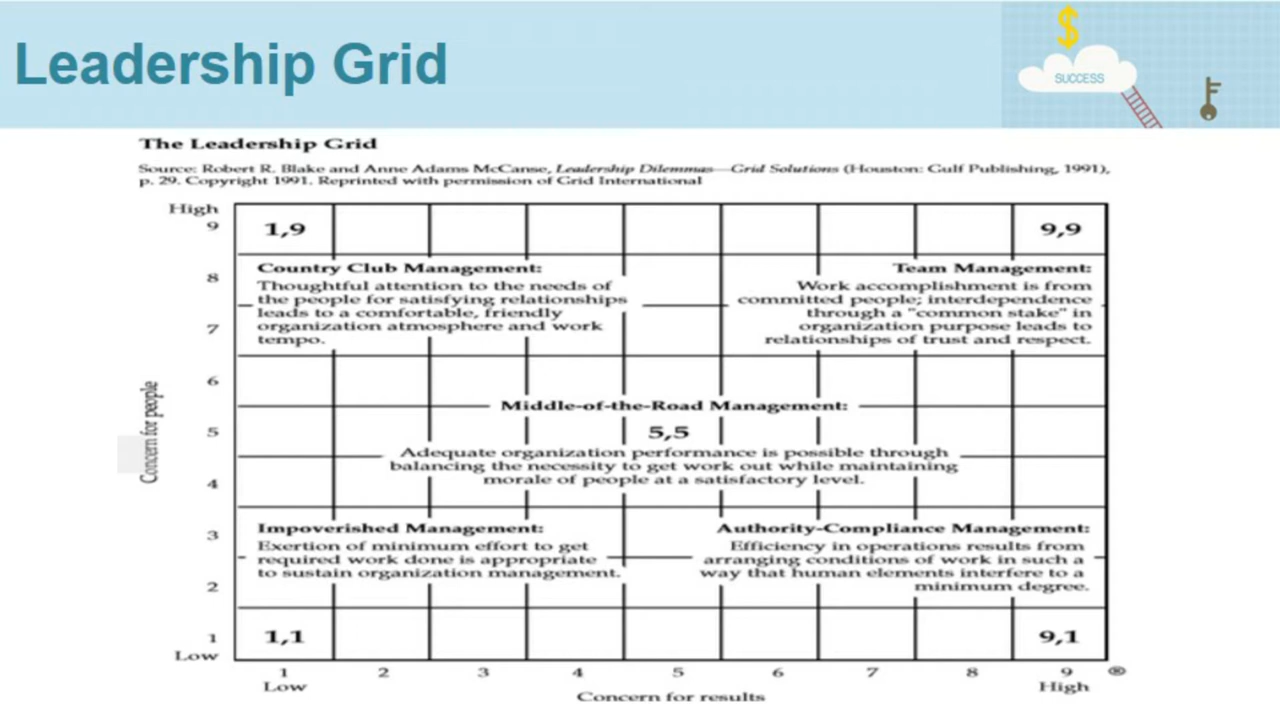 Leadership Grid
$
SUCCESS
The Leadership Grid
Source: Robert R. Blake and Anne Adams McCanse, Leadership Dilemmas—Grid Solutions (Houston: Gulf Publishing, 1991),
p. 29. Copyright 1991. Reprinted with permission of Grid International
High
9
1,9
9,9
8
Country Club Management:
Thoughtful attention to the needs of
the people for satisfying relationships
leads to a comfortable, friendly
organization atmosphere and work
tempo.
Team Management:
Work accomplishment is from
committed people; interdependence
through a "common stake" in
organization purpose leads to
relationships of trust and respect.
7
6
Concern for people
Middle-of-the-Road Management:
5
5,5
Adequate organization performance is possible through
balancing the necessity to get work out while maintaining
morale of people at a satisfactory level.
4
3
Impoverished Management:
Exertion of minimum effort to get
required work done is appropriate
to sustain organization management.
Authority-Compliance Management:
Efficiency in operations results from
arranging conditions of work in such a
way that human elements interfere to a
minimum degree.
2
1
Low
1,1
9,1
1 2 3 4 5 6 7 8 9 ®
Low High
Concern for results